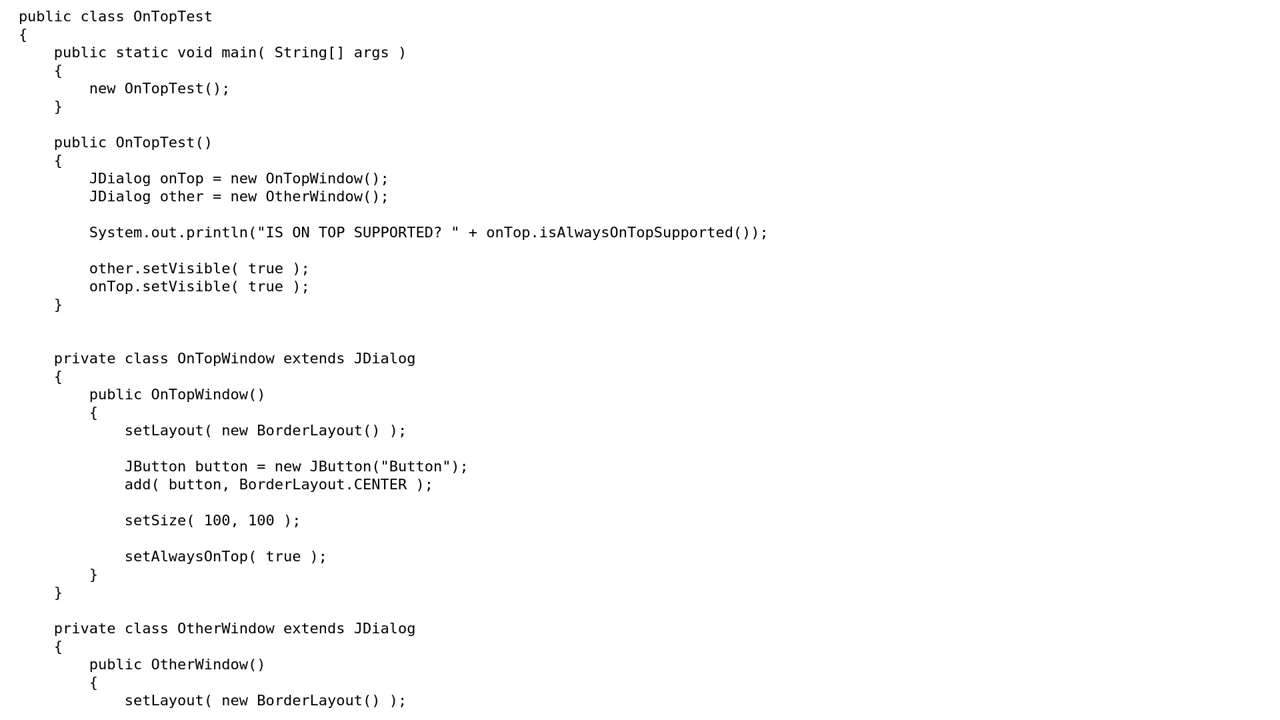 public class OnTopTest
{
    public static void main( String[] args )
    {
        new OnTopTest();
    }

    public OnTopTest()
    {
        JDialog onTop = new OnTopWindow();
        JDialog other = new OtherWindow();

        System.out.println("IS ON TOP SUPPORTED? " + onTop.isAlwaysOnTopSupported());

        other.setVisible( true );
        onTop.setVisible( true );
    }


    private class OnTopWindow extends JDialog
    {
        public OnTopWindow()
        {
            setLayout( new BorderLayout() );

            JButton button = new JButton("Button");
            add( button, BorderLayout.CENTER );

            setSize( 100, 100 );

            setAlwaysOnTop( true );
        }
    }

    private class OtherWindow extends JDialog
    {
        public OtherWindow()
        {
            setLayout( new BorderLayout() );